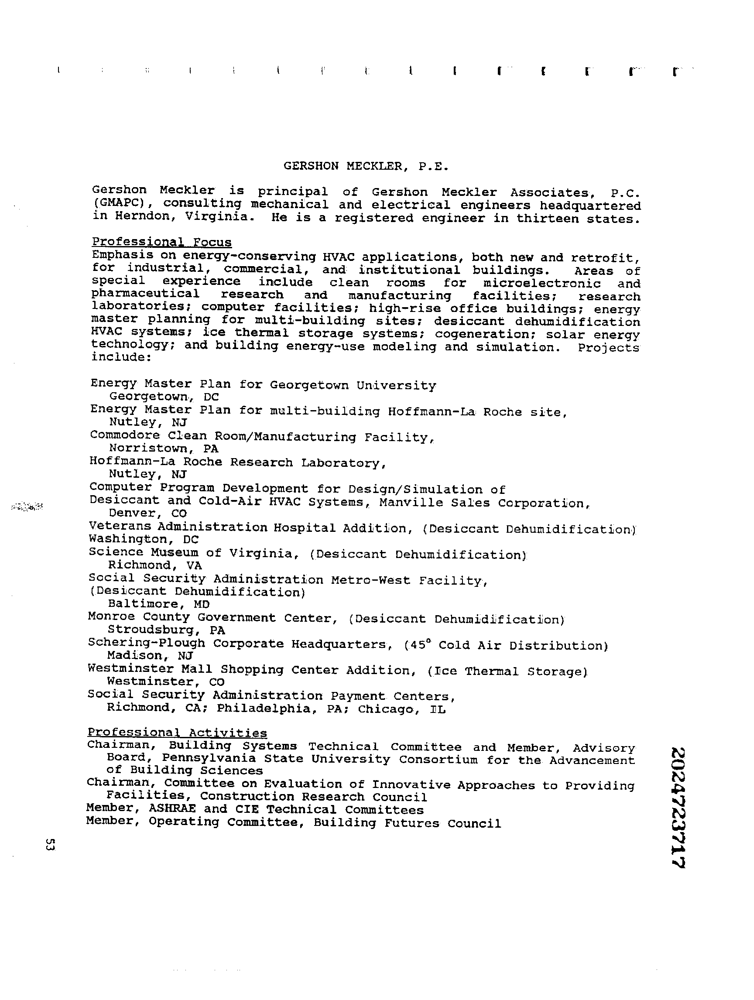 GERSHON MECKLER, P.E.
Gershon Meckler is principal of Gershon Meckler Associates, P.C.
(GMAPC), consulting mechanical and electrical engineers headquartered
in Herndon, Virginia. He is a registered engineer in thirteen states.
Professional Focus
Emphasis on energy-conserving HVAC applications, both new and retrofit,
for industrial, commercial, and institutional buildings. Areas of
special experience include clean rooms for microelectronic and
pharmaceutical research and manufacturing facilities; research
laboratories; computer facilities; high-rise office buildings; energy
master planning for multi-building sites; desiccant dehumidification
HVAC systems; ice thermal storage systems; cogeneration; solar energy
technology; and building energy-use modeling and simulation. Projects
include:
Energy Master Plan for Georgetown University
Georgetown, DC
Energy Master Plan for multi-building Hoffmann-La Roche site,
Nutley, NJ
Commodore Clean Room/Manufacturing Facility,
Norristown, PA
Hoffmann-La Roche Research Laboratory,
Nutley, NJ
Computer Program Development for Design/Simulation of
Desiccant and Cold-Air HVAC Systems, Manville Sales Corporation,
Denver, CO
Veterans Administration Hospital Addition, (Desiccant Dehumidification)
Washington, DC
Science Museum of Virginia, (Desiccant Dehumidification)
Richmond, VA
Social Security Administration Metro-West Facility,
(Desiccant Dehumidification)
Baltimore, MD
Monroe County Government Center, (Desiccant Dehumidification)
Stroudsburg, PA
Schering-Plough Corporate Headquarters, (45° Cold Air Distribution)
Madison, NJ
Westminster Mall Shopping Center Addition, (Ice Thermal Storage)
Westminster, CO
Social Security Administration Payment Centers,
Richmond, CA; Philadelphia, PA; Chicago, IL
Professional Activities
Chairman, Building Systems Technical Committee and Member, Advisory
Board, Pennsylvania State University Consortium for the Advancement
of Building Sciences
Chairman, Committee on Evaluation of Innovative Approaches to Providing
Facilities, Construction Research Council
Member, ASHRAE and CIE Technical Committees
Member, Operating Committee, Building Futures Council
53
2024723717